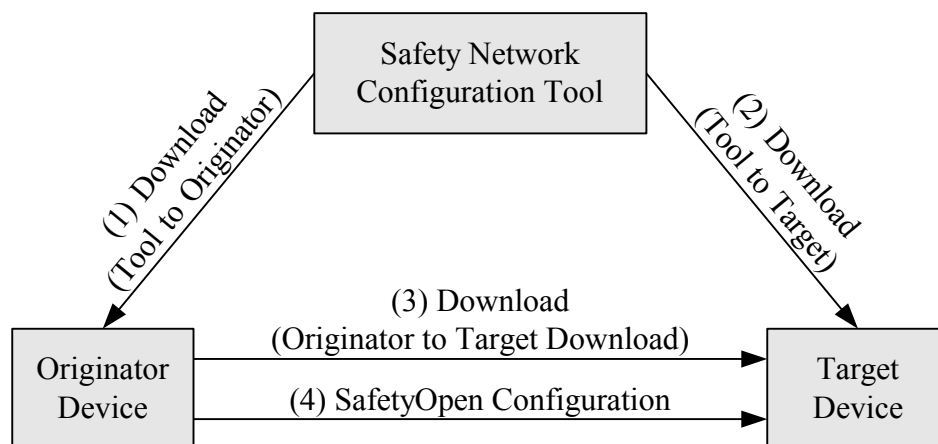 Safety Network
Configuration Tool
(1) Download
(Tool to Originator)
(2) Download
(Tool to Target)
(3) Download
(Originator to Target Download)
(4) SafetyOpen Configuration
Originator
Device
Target
Device